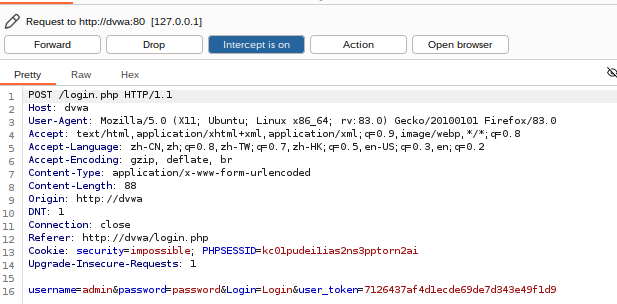 Request to http://dvwa:80 [127.0.0.1]
Forward Drop Intercept is on Action Open browser
Pretty Raw Hex
1 POST /login.php HTTP/1.1
2 Host: dvwa
3 User-Agent: Mozilla/5.0 (X11; Ubuntu; Linux x86_64; rv:83.0) Gecko/20100101 Firefox/83.0
4 Accept: text/html,application/xhtml+xml,application/xml;q=0.9,image/webp,*/*;q=0.8
5 Accept-Language: zh-CN,zh;q=0.8,zh-TW;q=0.7,zh-HK;q=0.5,en-US;q=0.3,en;q=0.2
6 Accept-Encoding: gzip, deflate, br
7 Content-Type: application/x-www-form-urlencoded
8 Content-Length: 88
9 Origin: http://dvwa
10 DNT: 1
11 Connection: close
12 Referer: http://dvwa/login.php
13 Cookie: security=impossible; PHPSESSID=kc01pudei1ias2ns3pptorn2ai
14 Upgrade-Insecure-Requests: 1
15
16 username=admin&password=password&Login=Login&user_token=7126437af4d1ecde69de7d343e49f1d9